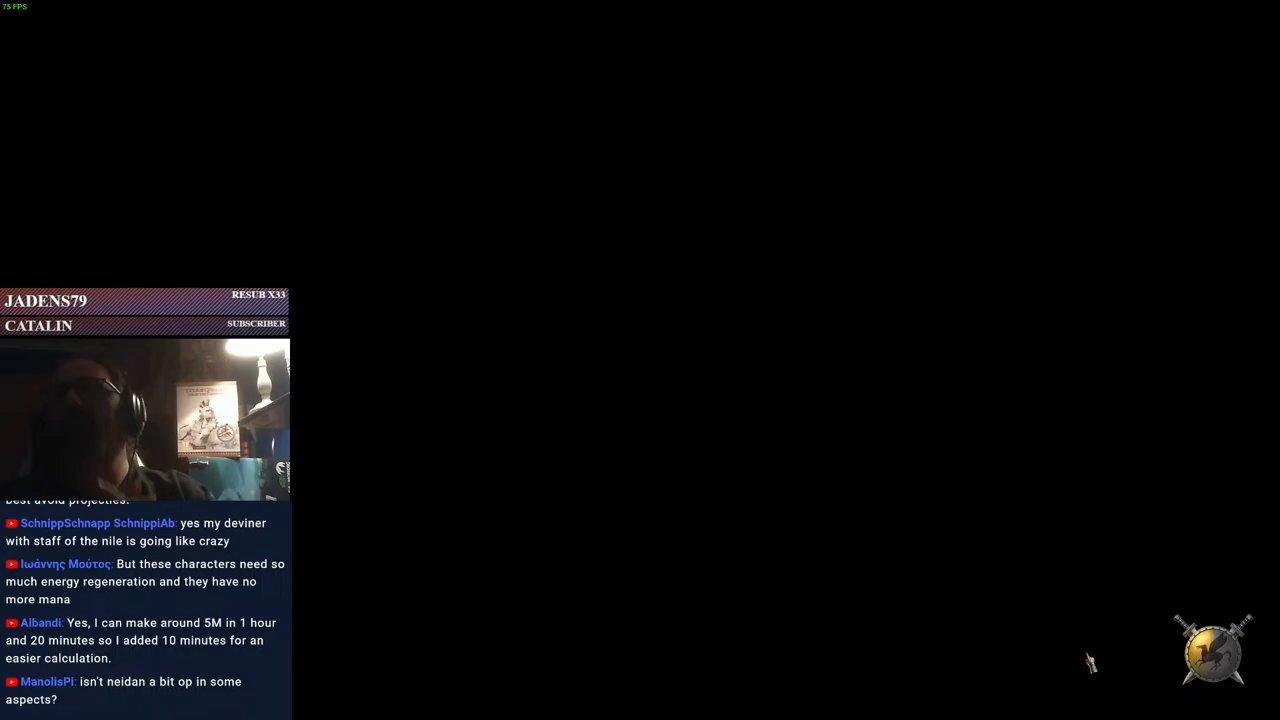 75 FPS
JADENS79 RESUB X33
CATALIN SUBSCRIBER
best avoid projecties.
SchnippSchnapp SchnippiAb: yes my deviner
with staff of the nile is going like crazy
Ιωάννης Μούτος: But these characters need so
much energy regeneration and they have no
more mana
Albandi: Yes, I can make around 5M in 1 hour
and 20 minutes so I added 10 minutes for an
easier calculation.
ManolisPi: isn't neidan a bit op in some
aspects?